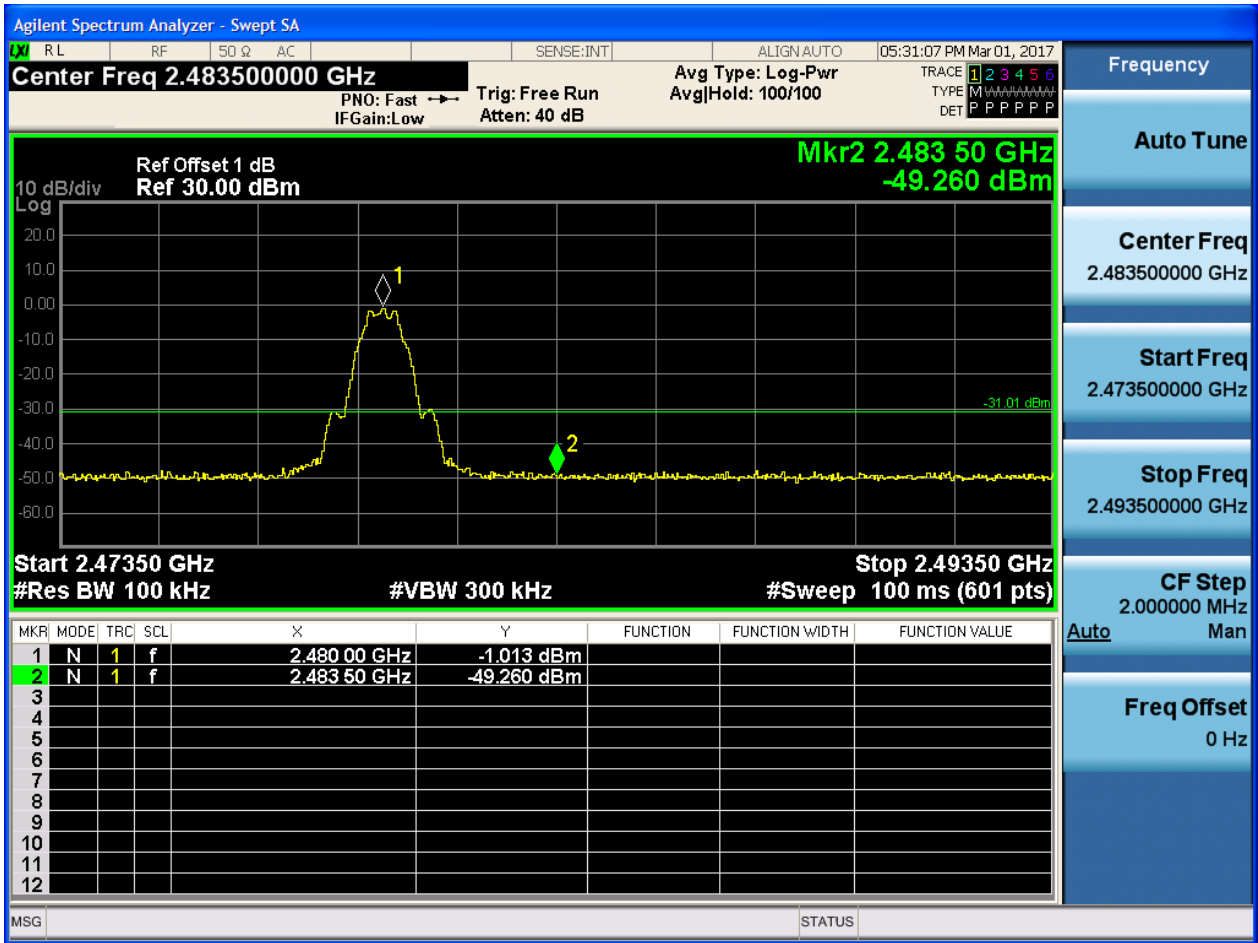 Agilent Spectrum Analyzer - Swept SA
LXI RL RF 50 Ω AC SENSE:INT ALIGNAUTO 05:31:07 PM Mar 01, 2017
Center Freq 2.483500000 GHz
PNO: Fast
IFGain:Low
Trig: Free Run
Atten: 40 dB
Avg Type: Log-Pwr
Avg|Hold: 100/100
TRACE 1 2 3 4 5 6
TYPE M
DET P P P P P P
Mkr2 2.483 50 GHz
-49.260 dBm
Ref Offset 1 dB
10 dB/div Ref 30.00 dBm
Log
20.0
10.0
0.00
-10.0
-20.0
-30.0
-40.0
-50.0
-60.0
1
-31.01 dBm
2
Start 2.47350 GHz Stop 2.49350 GHz
#Res BW 100 kHz #VBW 300 kHz #Sweep 100 ms (601 pts)
MKR MODE TRC SCL X Y FUNCTION FUNCTION WIDTH FUNCTION VALUE
1 N 1 f 2.480 00 GHz -1.013 dBm
2 N 1 f 2.483 50 GHz -49.260 dBm
3
4
5
6
7
8
9
10
11
12
MSG STATUS
Frequency
Auto Tune
Center Freq
2.483500000 GHz
Start Freq
2.473500000 GHz
Stop Freq
2.493500000 GHz
CF Step
2.000000 MHz
Auto Man
Freq Offset
0 Hz